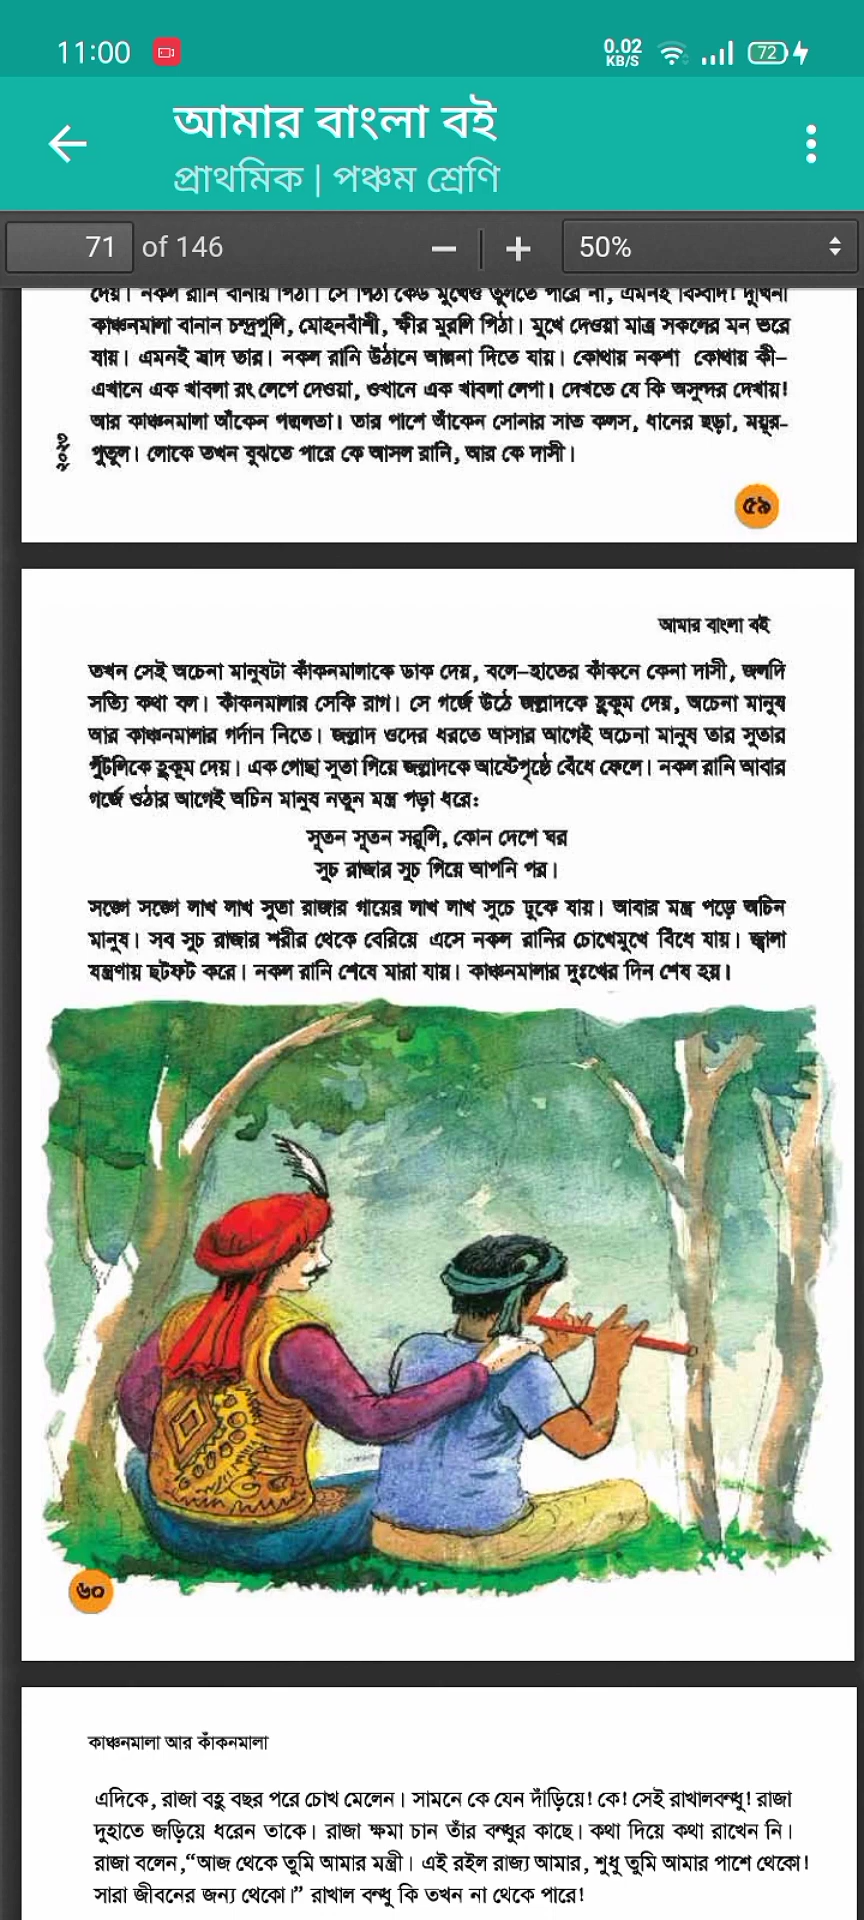 11:00
0.02
KB/S
72
আমার বাংলা বই
প্রাথমিক | পঞ্চম শ্রেণি
71 of 146
50%
দেয়। নকল রানি বানায় পিঠা। সে পিঠা কেউ মুখেও তুলতে পারে না, এমনই বিস্বাদ! দুখিনী
কাঞ্চনমালা বানান চন্দ্রপুলি, মোহনবাঁশী, ক্ষীর মুরলি পিঠা। মুখে দেওয়া মাত্র সকলের মন ভরে
যায়। এমনই স্বাদ তার। নকল রানি উঠানে আলপনা দিতে যায়। কোথায় নকশা কোথায় কী–
এখানে এক খাবলা রং লেপে দেওয়া, ওখানে এক খাবলা লেপা। দেখতে যে কি অসুন্দর দেখায়!
আর কাঞ্চনমালা আঁকেন পদ্মলতা। তার পাশে আঁকেন সোনার সাত কলস, ধানের ছড়া, ময়ূর–
পুতুল। লোকে তখন বুঝতে পারে কে আসল রানি, আর কে দাসী।
২০২৩
৫৯
আমার বাংলা বই
তখন সেই অচেনা মানুষটা কাঁকনমালাকে ডাক দেয়, বলে–হাতের কাঁকনে কেনা দাসী, জলদি
সত্যি কথা বল। কাঁকনমালার সেকি রাগ। সে গর্জে উঠে জল্লাদকে হুকুম দেয়, অচেনা মানুষ
আর কাঞ্চনমালার গর্দান নিতে। জল্লাদ ওদের ধরতে আসার আগেই অচেনা মানুষ তার সুতার
পুঁটলিকে হুকুম দেয়। এক গোছা সুতা গিয়ে জল্লাদকে আষ্টেপৃষ্ঠে বেঁধে ফেলে। নকল রানি আবার
গর্জে ওঠার আগেই অচিন মানুষ নতুন মন্ত্র পড়া ধরে:
সূতন সূতন সরুলি, কোন দেশে ঘর
সুচ রাজার সুচ গিয়ে আপনি পর।
সঙ্গে সঙ্গে লাখ লাখ সুতা রাজার গায়ের লাখ লাখ সুচে ঢুকে যায়। আবার মন্ত্র পড়ে অচিন
মানুষ। সব সুচ রাজার শরীর থেকে বেরিয়ে এসে নকল রানির চোখেমুখে বিঁধে যায়। জ্বালা
যন্ত্রণায় ছটফট করে। নকল রানি শেষে মারা যায়। কাঞ্চনমালার দুঃখের দিন শেষ হয়।
৬০
কাঞ্চনমালা আর কাঁকনমালা
এদিকে, রাজা বহু বছর পরে চোখ মেলেন। সামনে কে যেন দাঁড়িয়ে! কে! সেই রাখালবন্ধু! রাজা
দুহাতে জড়িয়ে ধরেন তাকে। রাজা ক্ষমা চান তাঁর বন্ধুর কাছে। কথা দিয়ে কথা রাখেন নি।
রাজা বলেন,“আজ থেকে তুমি আমার মন্ত্রী। এই রইল রাজ্য আমার, শুধু তুমি আমার পাশে থেকো!
সারা জীবনের জন্য থেকো।” রাখাল বন্ধু কি তখন না থেকে পারে!